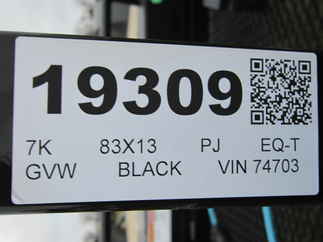 19309
7K 83X13 PJ EQ-T
GVW BLACK VIN 74703